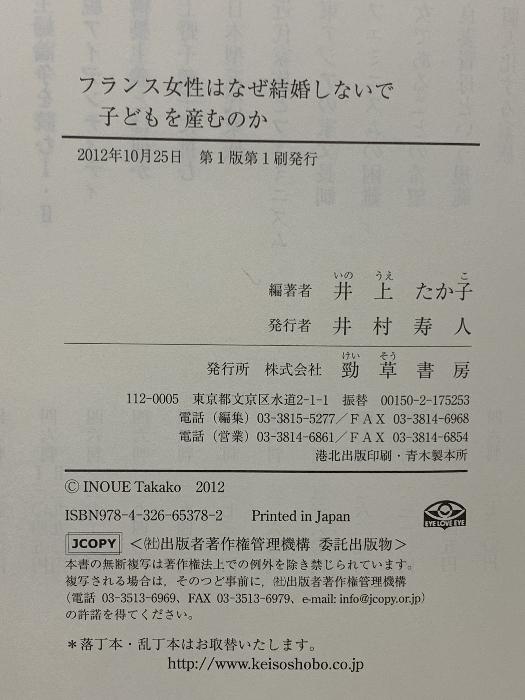 フランス女性はなぜ結婚しないで
子どもを産むのか
2012年10月25日 第1版第1刷発行
編著者 井上たか子
いの うえ こ
発行者 井村寿人
発行所 株式会社 勁草書房
けい そう
112-0005 東京都文京区水道2-1-1 振替 00150-2-175253
電話（編集）03-3815-5277／FAX 03-3814-6968
電話（営業）03-3814-6861／FAX 03-3814-6854
港北出版印刷・青木製本所
© INOUE Takako 2012
ISBN978-4-326-65378-2 Printed in Japan
EYE LOVE EYE
JCOPY ＜㈳出版者著作権管理機構 委託出版物＞
本書の無断複写は著作権法上での例外を除き禁じられています。
複写される場合は、そのつど事前に、㈳出版者著作権管理機構
（電話 03-3513-6969、FAX 03-3513-6979、e-mail: info@jcopy.or.jp）
の許諾を得てください。
＊落丁本・乱丁本はお取替いたします。
http://www.keisoshobo.co.jp